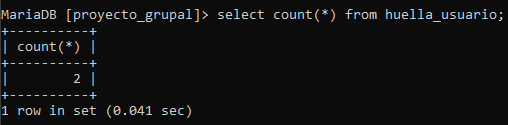 MariaDB [proyecto_grupal]> select count(*) from huella_usuario;
+----------+
| count(*) |
+----------+
|        2 |
+----------+
1 row in set (0.041 sec)